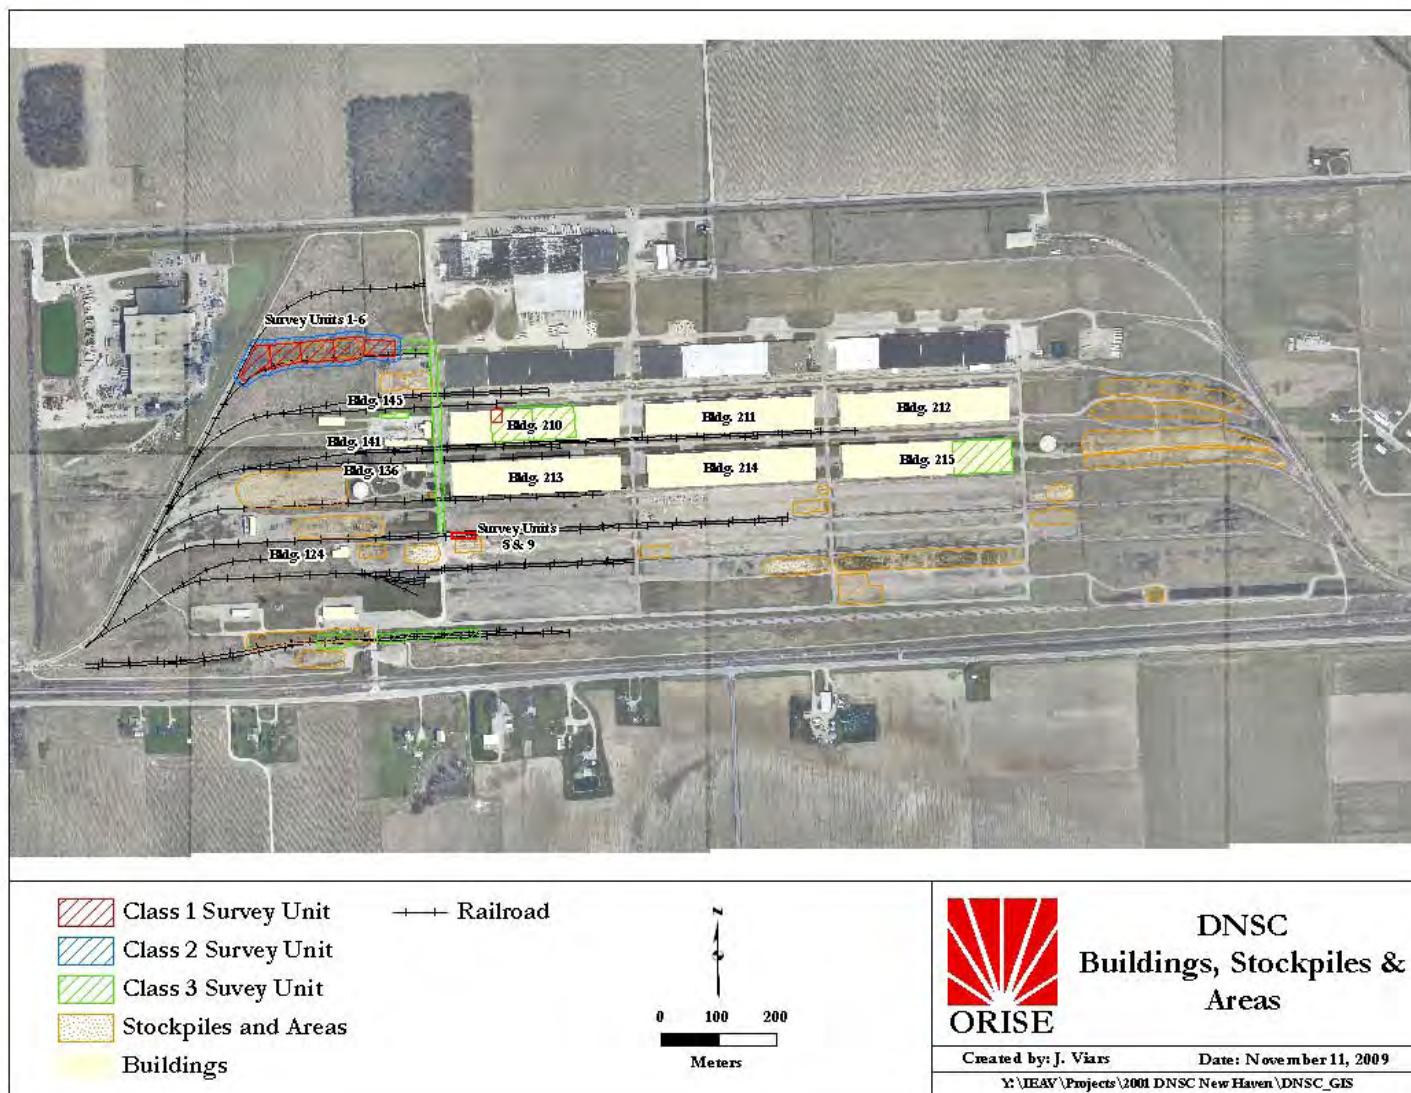 Survey Units 1-6
Bldg. 145
Bldg. 210
Bldg. 211
Bldg. 212
Bldg. 141
Bldg. 136
Bldg. 213
Bldg. 214
Bldg. 215
Survey Units
8 & 9
Bldg. 124
Class 1 Survey Unit
Class 2 Survey Unit
Class 3 Suvey Unit
Stockpiles and Areas
Buildings
Railroad
N
0 100 200
Meters
ORISE
DNSC
Buildings, Stockpiles &
Areas
Created by: J. Viars
Date: November 11, 2009
Y:\IEAV\Projects\2001 DNSC New Haven\DNSC_GIS